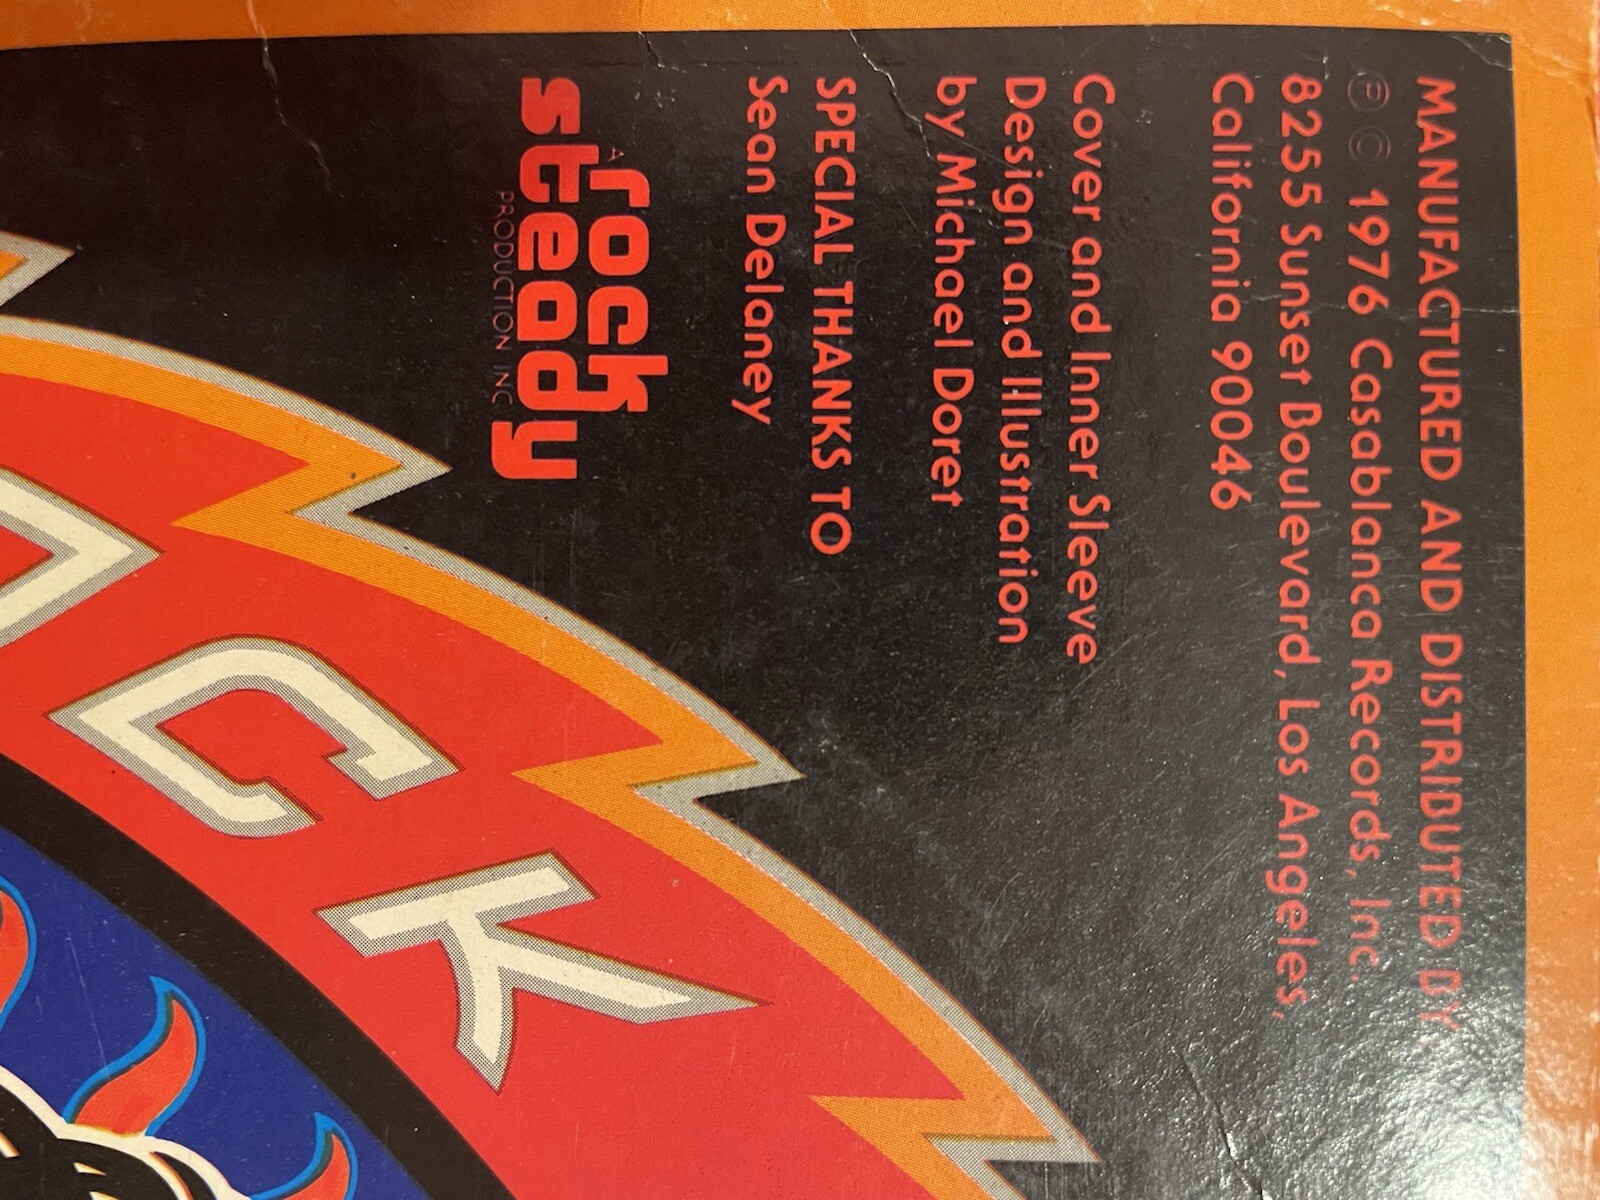 MANUFACTURED AND DISTRIBUTED BY
Ⓟ © 1976 Casablanca Records, Inc.
8255 Sunset Boulevard, Los Angeles,
California 90046
Cover and Inner Sleeve
Design and Illustration
by Michael Doret
SPECIAL THANKS TO
Sean Delaney
A rock
steady
PRODUCTION INC
CK